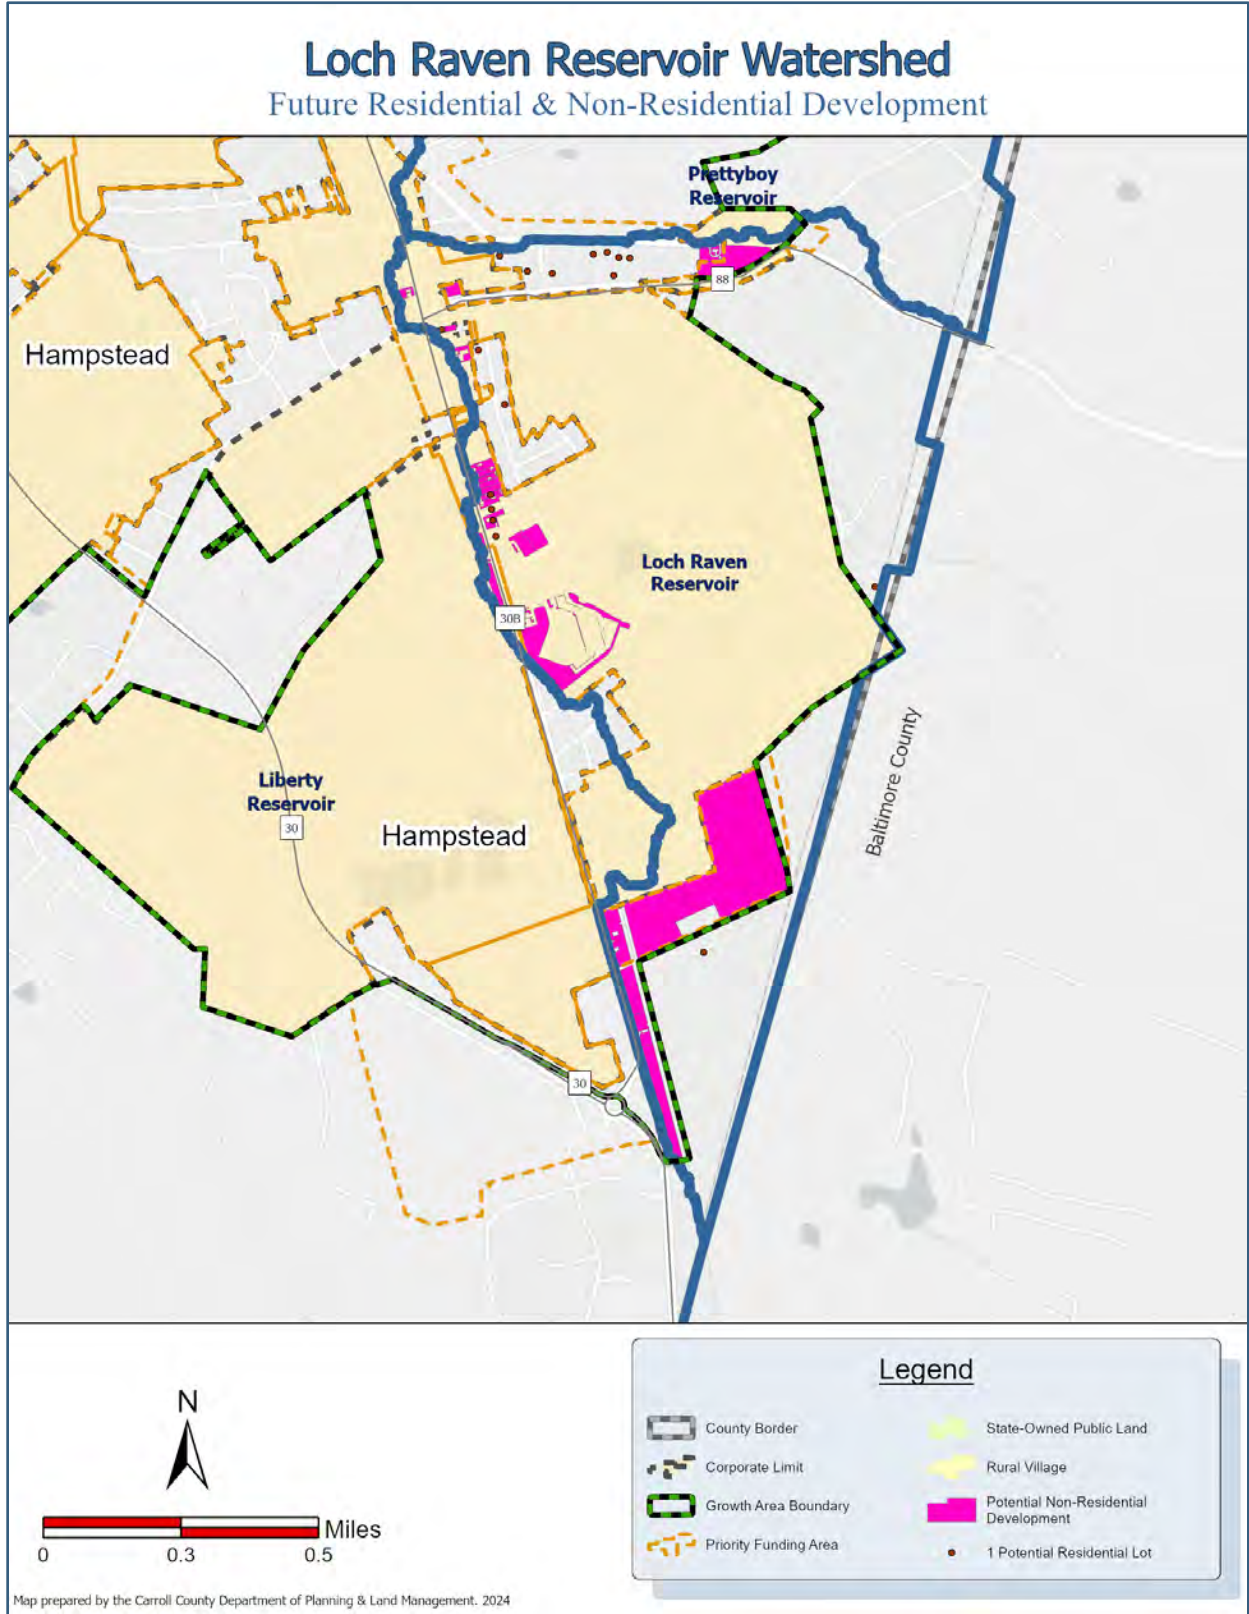 Loch Raven Reservoir Watershed
Future Residential & Non-Residential Development
Prettyboy
Reservoir
88
Hampstead
Loch Raven
Reservoir
30B
Baltimore County
Liberty
Reservoir
30
Hampstead
30
Legend
County Border
Corporate Limit
Growth Area Boundary
Priority Funding Area
State-Owned Public Land
Rural Village
Potential Non-Residential
Development
1 Potential Residential Lot
N
Miles
0 0.3 0.5
Map prepared by the Carroll County Department of Planning & Land Management. 2024